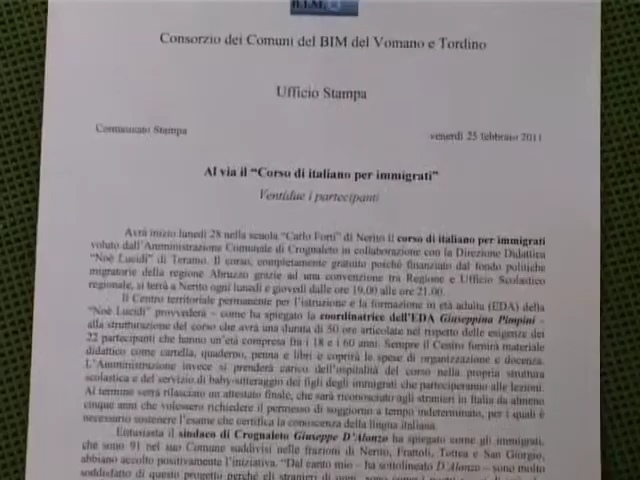 B.I.M.
Consorzio dei Comuni del BIM del Vomano e Tordino
Ufficio Stampa
Comunicato Stampa
venerdì 25 febbraio 2011
Al via il “Corso di italiano per immigrati”
Ventidue i partecipanti
Avrà inizio lunedì 28 nella scuola “Carlo Forti” di Nerito il corso di italiano per immigrati
voluto dall’Amministrazione Comunale di Crognaleto in collaborazione con la Direzione Didattica
“Noè Lucidi” di Teramo. Il corso, completamente gratuito poiché finanziato dal fondo politiche
migratorie della regione Abruzzo grazie ad una convenzione tra Regione e Ufficio Scolastico
regionale, si terrà a Nerito ogni lunedì e giovedì dalle ore 19.00 alle ore 21.00.
Il Centro territoriale permanente per l’istruzione e la formazione in età adulta (EDA) della
“Noè Lucidi” provvederà – come ha spiegato la coordinatrice dell’EDA Giuseppina Pimpini –
alla strutturazione del corso che avrà una durata di 50 ore articolate nel rispetto delle esigenze dei
22 partecipanti che hanno un’età compresa fra i 18 e i 60 anni. Sempre il Centro fornirà materiale
didattico come cartella, quaderno, penna e libri e coprirà le spese di organizzazione e docenza.
L’Amministrazione invece si prenderà carico dell’ospitalità del corso nella propria struttura
scolastica e del servizio di baby-sitteraggio dei figli degli immigrati che parteciperanno alle lezioni.
Al termine verrà rilasciato un attestato finale, che sarà riconosciuto agli stranieri in Italia da almeno
cinque anni che volessero richiedere il permesso di soggiorno a tempo indeterminato, per i quali è
necessario sostenere l’esame che certifica la conoscenza della lingua italiana.
Entusiasta il sindaco di Crognaleto Giuseppe D’Alonzo ha spiegato come gli immigrati,
che sono 91 nel suo Comune suddivisi nelle frazioni di Nerito, Frattoli, Tottea e San Giorgio,
abbiano accolto positivamente l’iniziativa. “Dal canto mio – ha sottolineato D’Alonzo – sono molto
soddisfatto di questo progetto perché gli stranieri